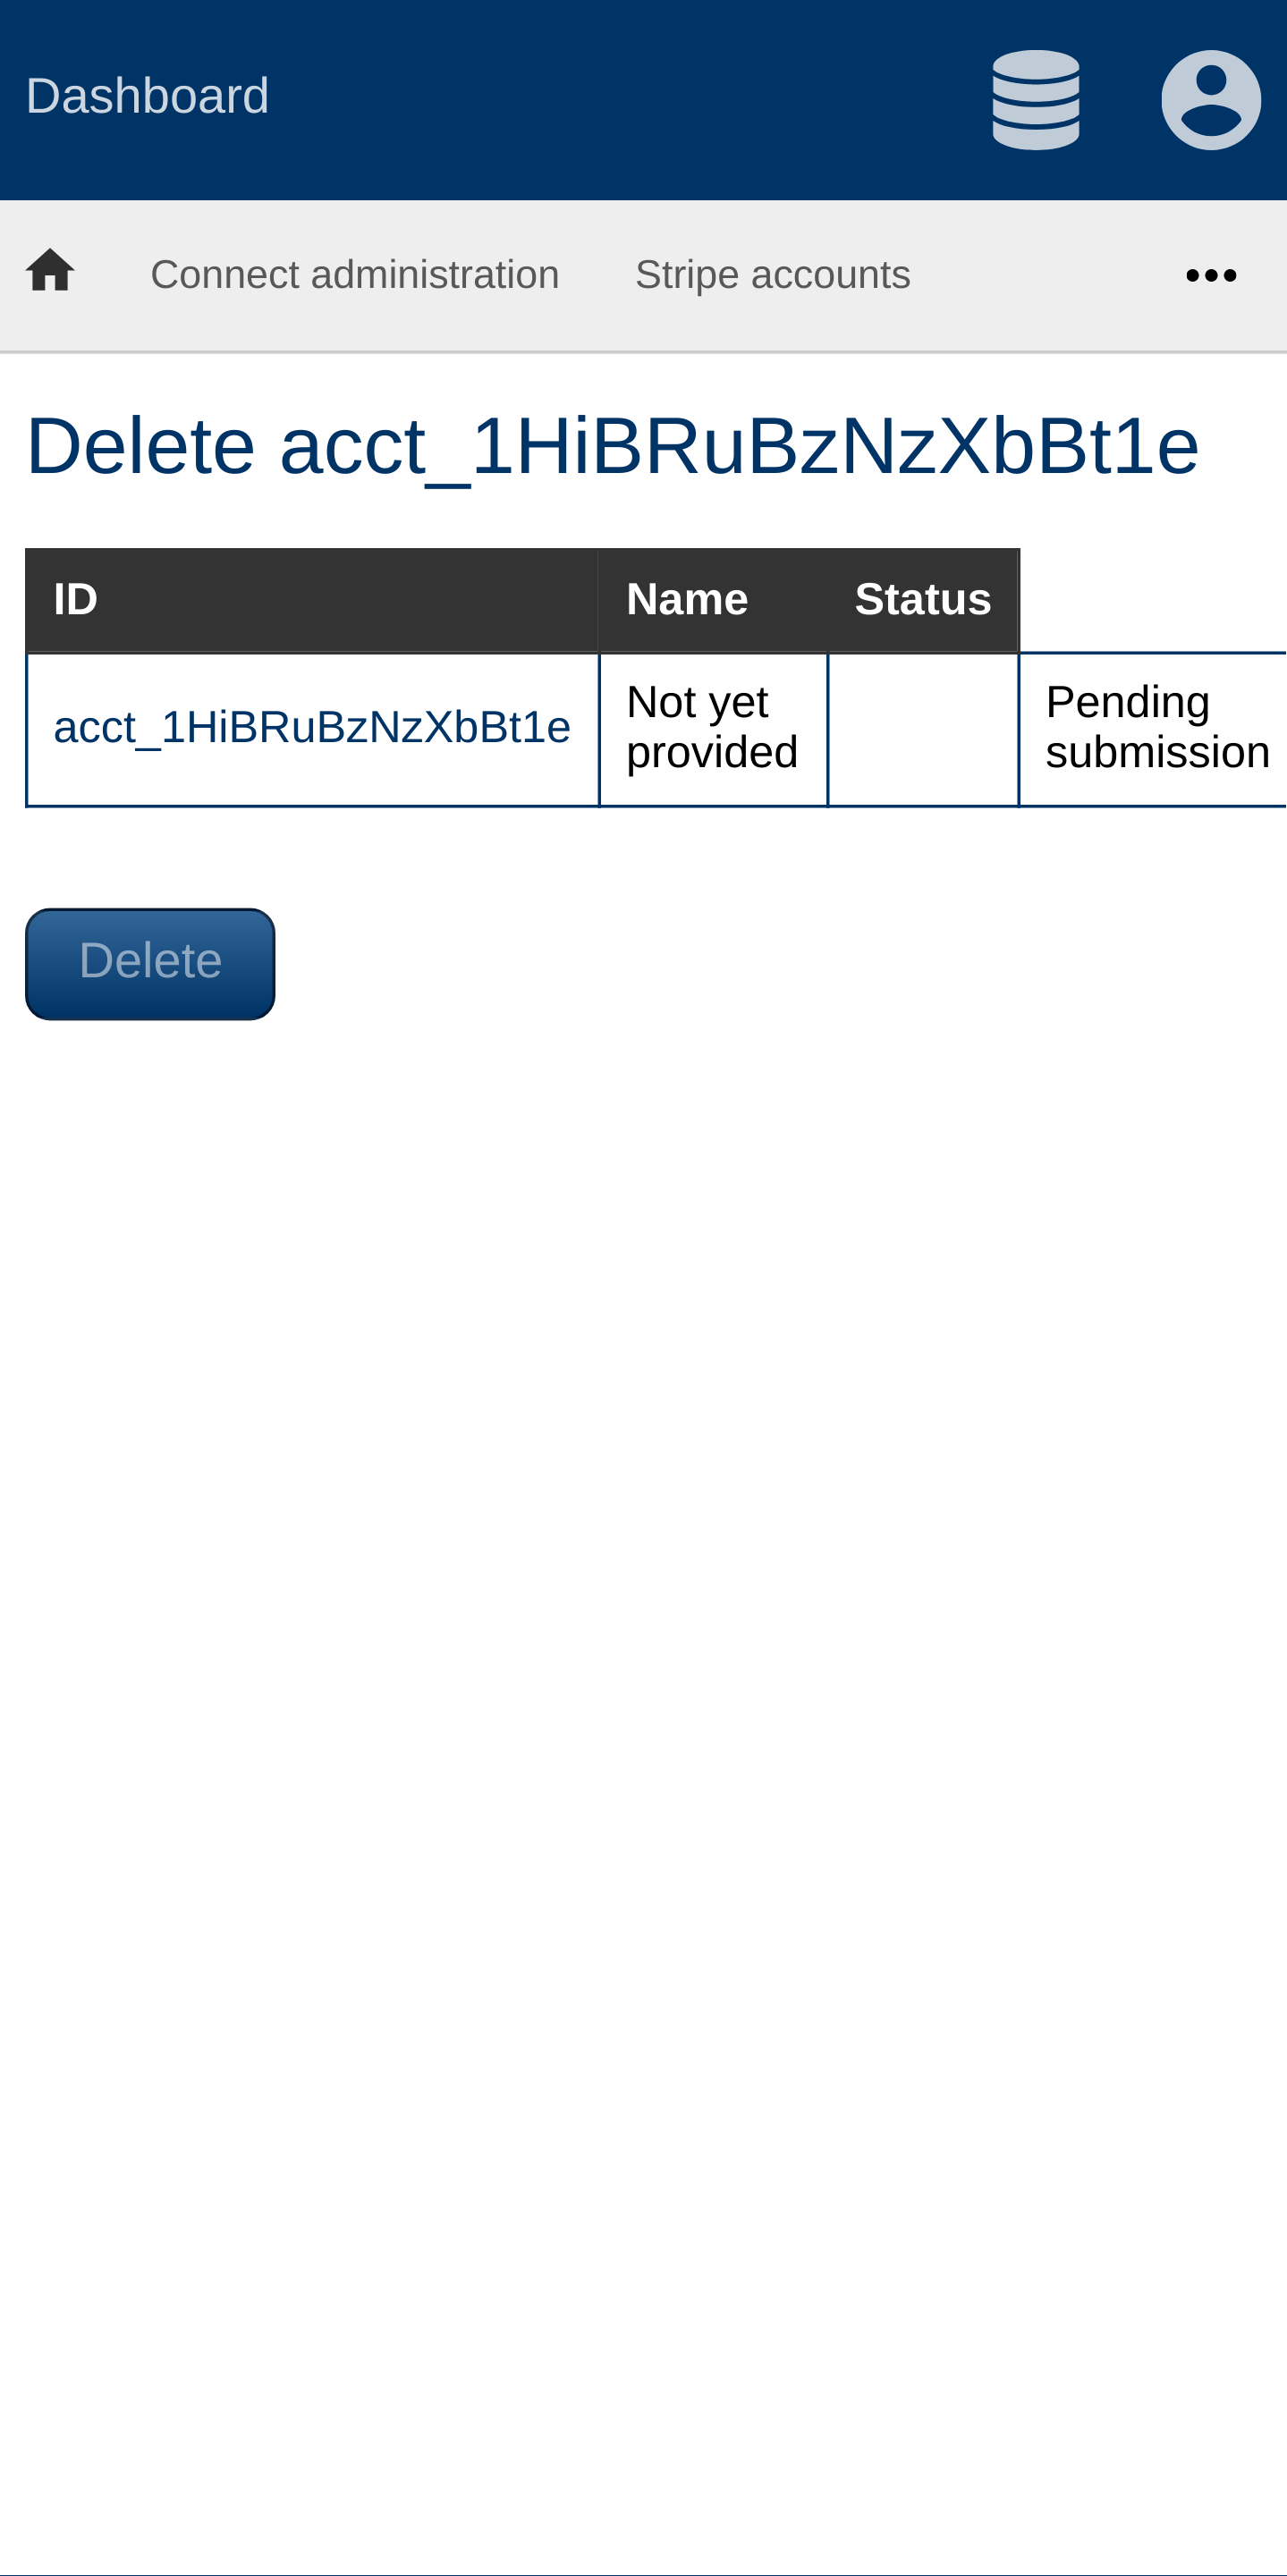 Dashboard
Connect administration Stripe accounts
Delete acct_1HiBRuBzNzXbBt1e
ID Name Status
acct_1HiBRuBzNzXbBt1e Not yet provided Pending submission
Delete